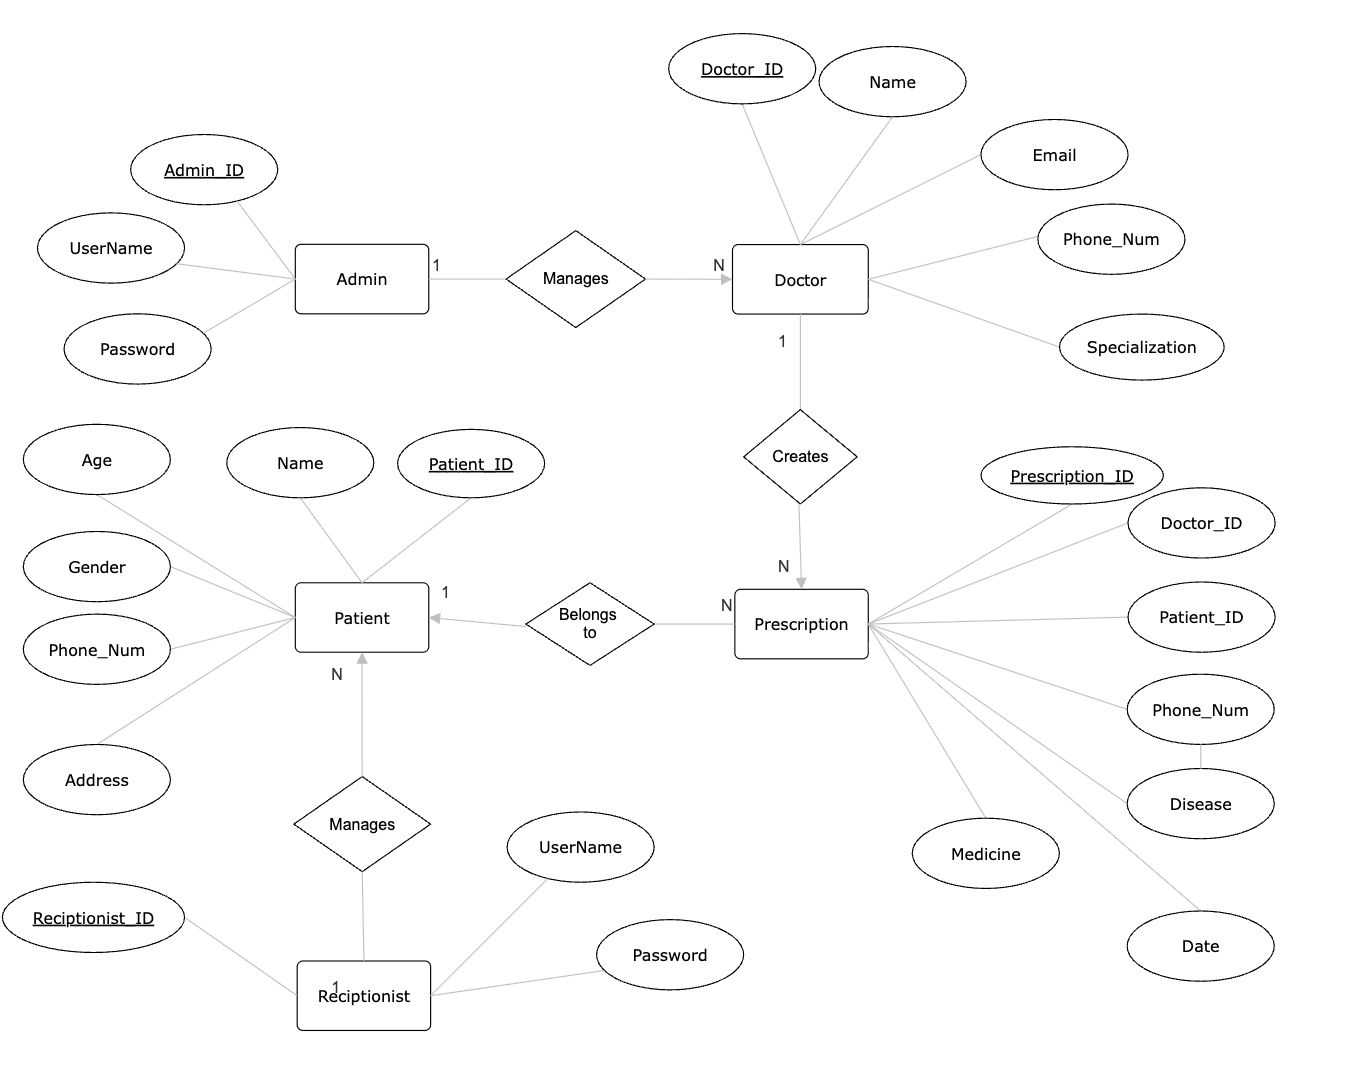 Doctor_ID
Name
Email
Admin_ID
Phone_Num
UserName
1
N
Admin
Manages
Doctor
1
Password
Specialization
Age
Name
Patient_ID
Creates
Prescription_ID
Doctor_ID
Gender
N
1
N
Patient
Belongs
to
Prescription
Patient_ID
Phone_Num
N
Phone_Num
Address
Disease
Manages
UserName
Medicine
Reciptionist_ID
Password
Date
1
Reciptionist